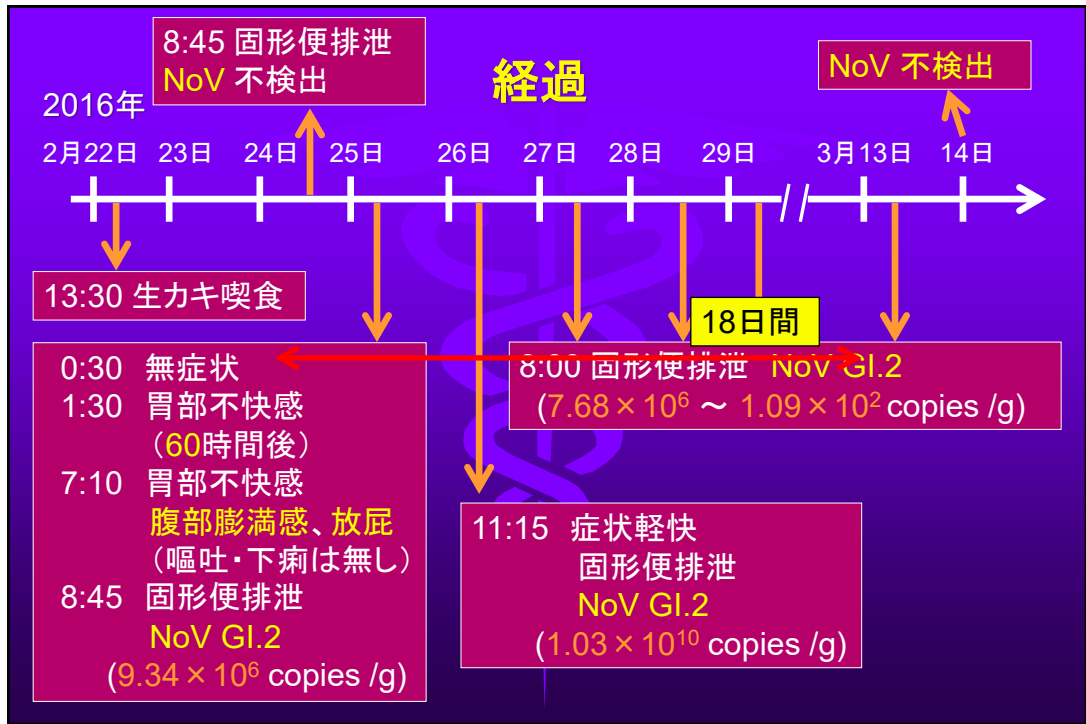 経過
8:45 固形便排泄
NoV 不検出
NoV 不検出
2016年
2月22日 23日 24日 25日 26日 27日 28日 29日 3月13日 14日
13:30 生カキ喫食
0:30 無症状
1:30 胃部不快感
（60時間後）
7:10 胃部不快感
腹部膨満感、放屁
（嘔吐・下痢は無し）
8:45 固形便排泄
NoV GI.2
(9.34×10⁶ copies /g)
18日間
8:00 固形便排泄 NoV GI.2
(7.68×10⁶ ～ 1.09×10² copies /g)
11:15 症状軽快
固形便排泄
NoV GI.2
(1.03×10¹⁰ copies /g)